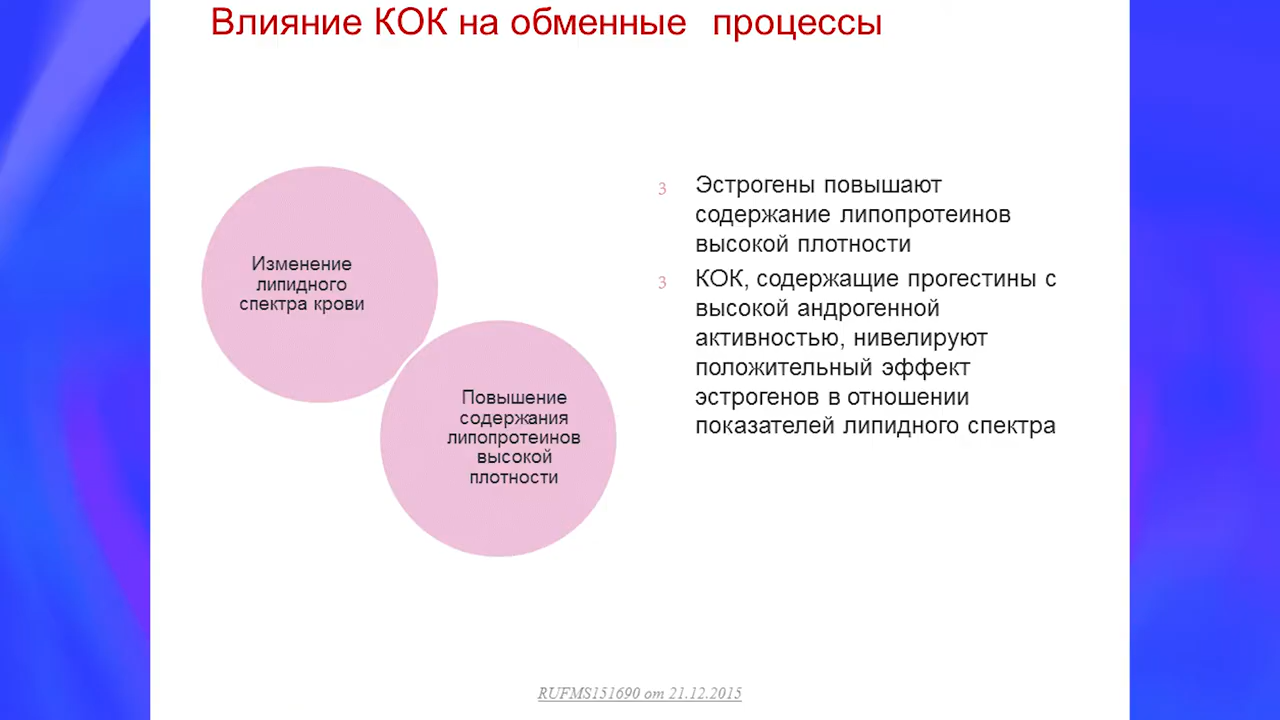 Влияние КОК на обменные процессы
Изменение
липидного
спектра крови
Повышение
содержания
липопротеинов
высокой
плотности
з Эстрогены повышают
содержание липопротеинов
высокой плотности
з КОК, содержащие прогестины с
высокой андрогенной
активностью, нивелируют
положительный эффект
эстрогенов в отношении
показателей липидного спектра
RUFMS151690 от 21.12.2015